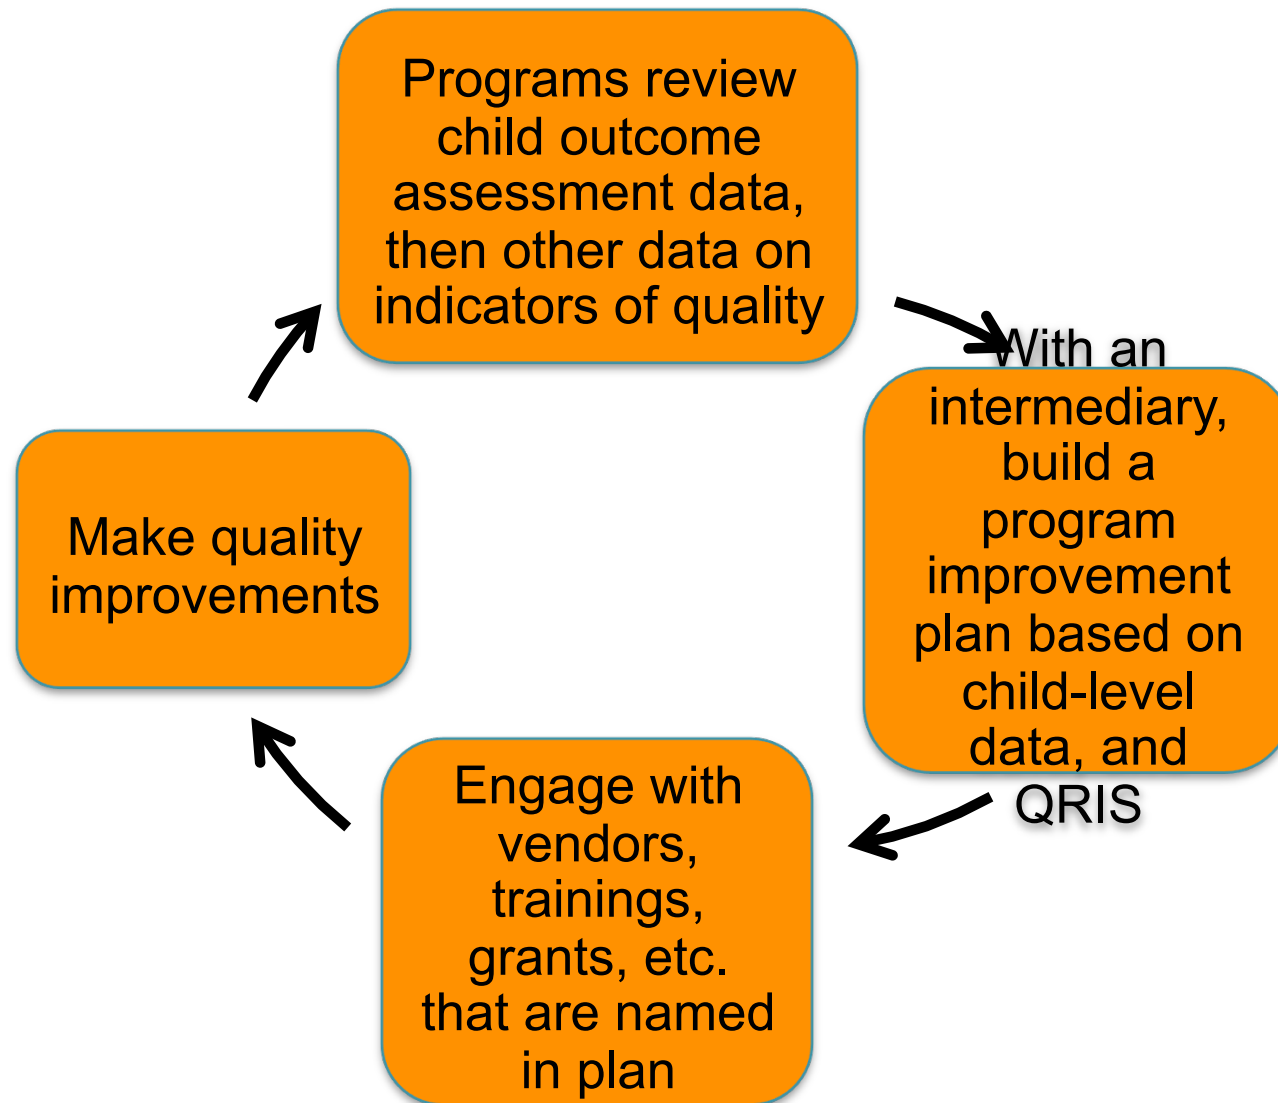 Programs review
child outcome
assessment data,
then other data on
indicators of quality
With an
intermediary,
build a
program
improvement
plan based on
child-level
data, and
QRIS
Engage with
vendors,
trainings,
grants, etc.
that are named
in plan
Make quality
improvements